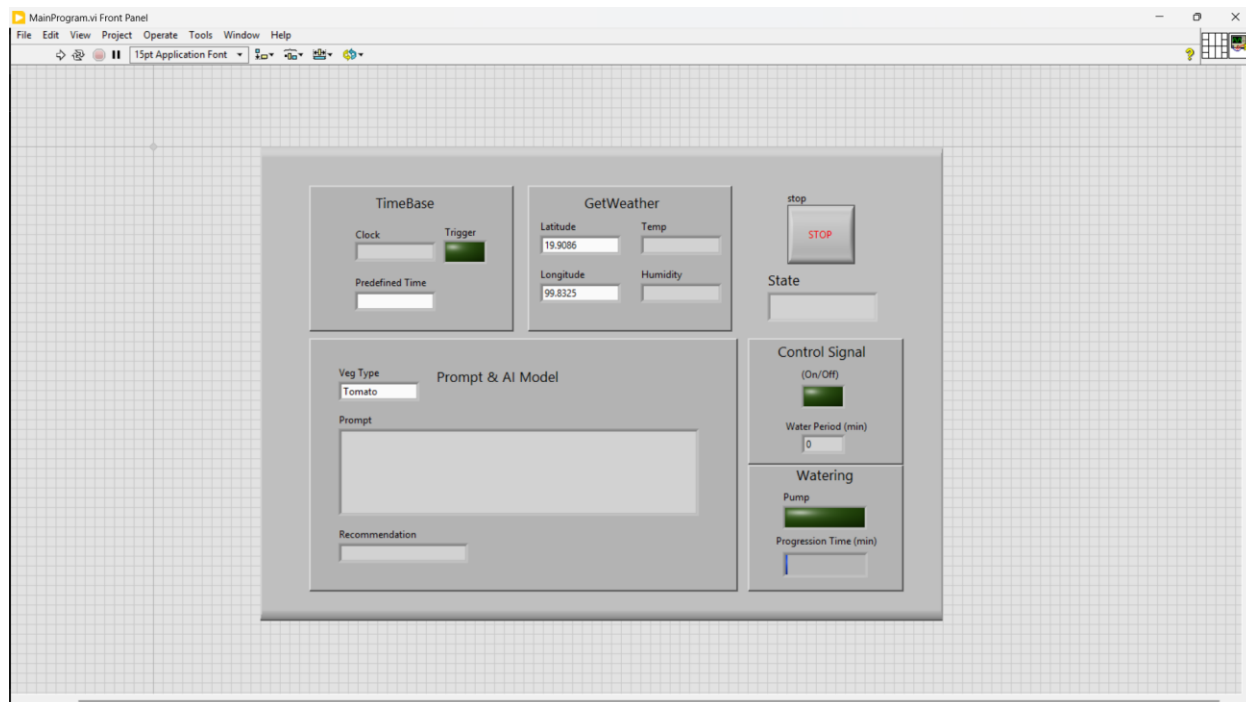 MainProgram.vi Front Panel
File Edit View Project Operate Tools Window Help
15pt Application Font
TimeBase
Clock
Trigger
Predefined Time
GetWeather
Latitude
Temp
19.9086
Longitude
Humidity
99.8325
stop
STOP
State
Veg Type
Prompt & AI Model
Tomato
Prompt
Recommendation
Control Signal
(On/Off)
Water Period (min)
0
Watering
Pump
Progression Time (min)